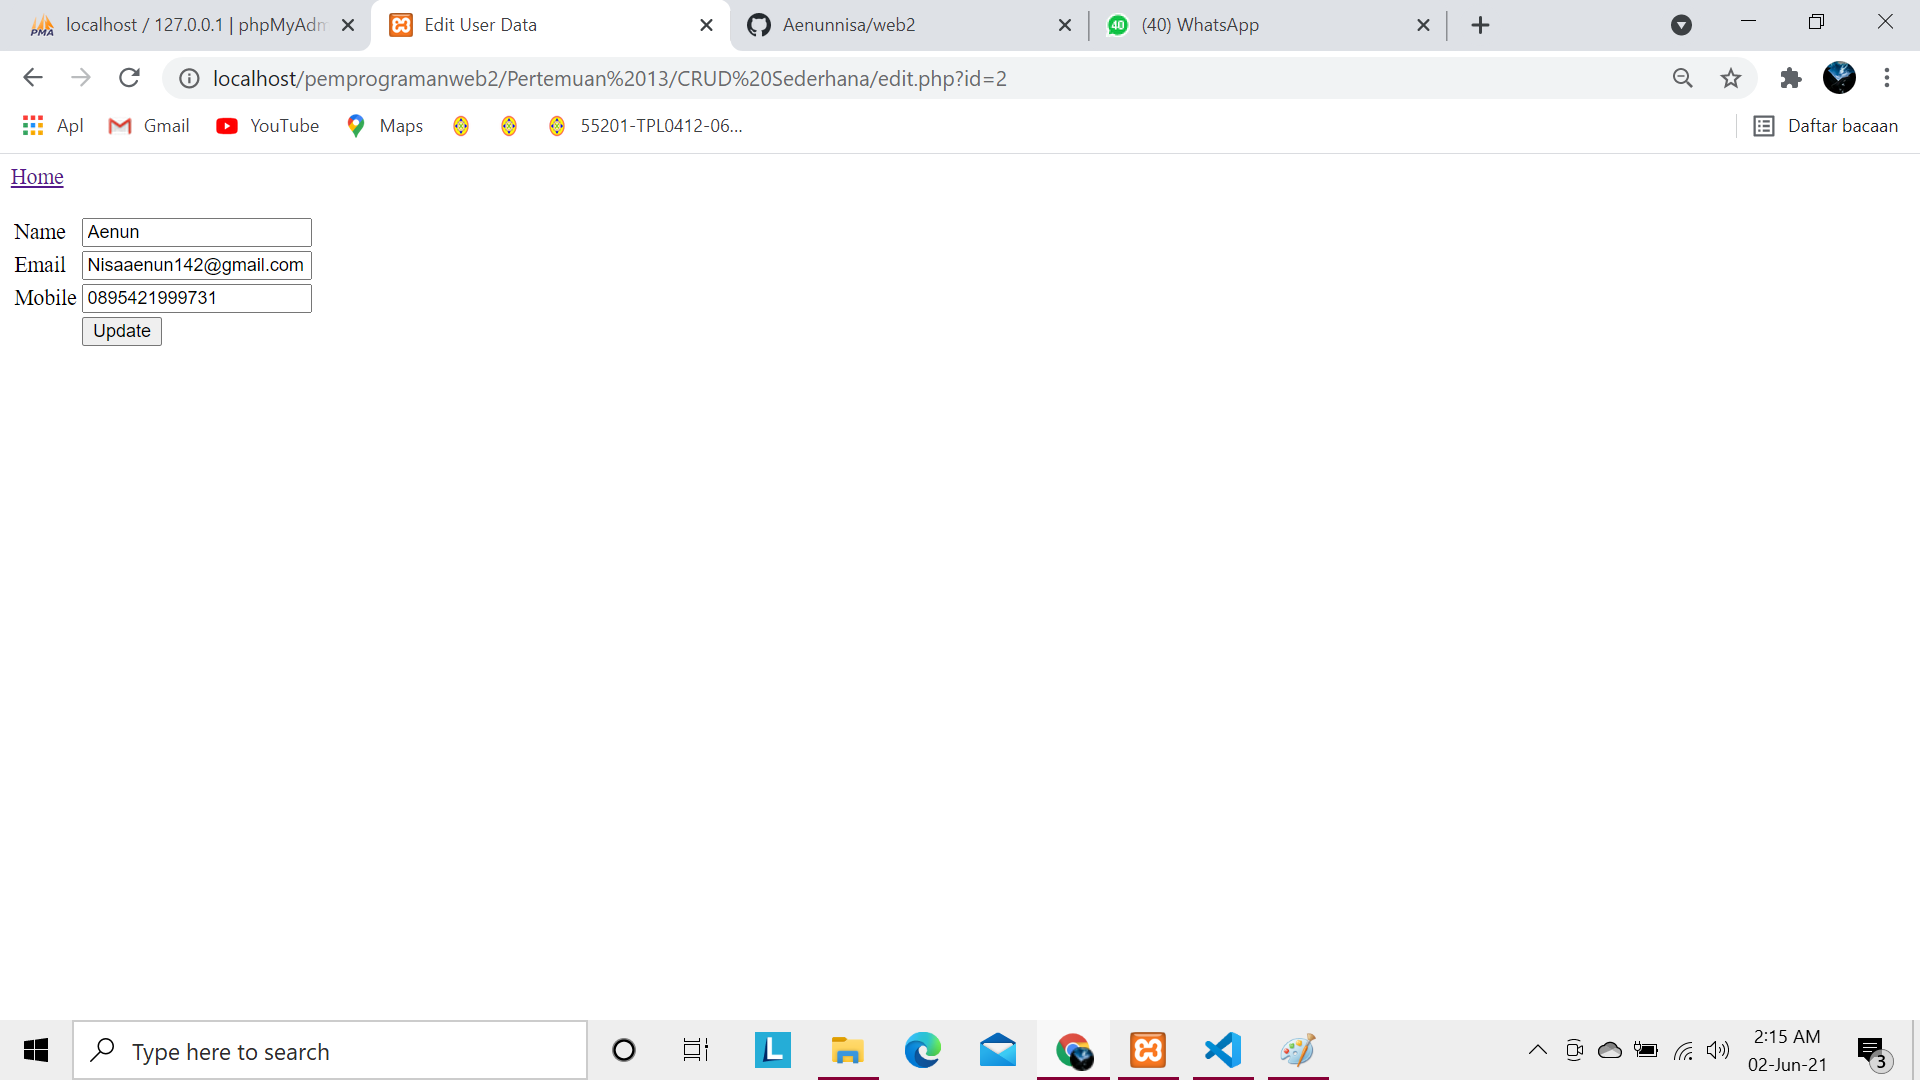 localhost / 127.0.0.1 | phpMyAdm
Edit User Data
Aenunnisa/web2
(40) WhatsApp
localhost/pemprogramanweb2/Pertemuan%2013/CRUD%20Sederhana/edit.php?id=2
Apl
Gmail
YouTube
Maps
55201-TPL0412-06...
Daftar bacaan
Home
Name Aenun
Email Nisaaenun142@gmail.com
Mobile 0895421999731
Update
Type here to search
2:15 AM
02-Jun-21
3